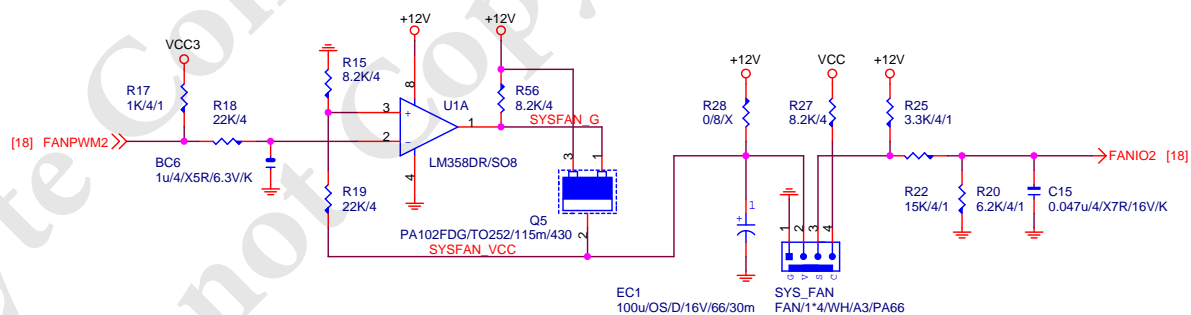 +12V
+12V
VCC3
R15
8.2K/4
R17
1K/4/1
R18
22K/4
8
3
+
2
-
1
4
U1A
LM358DR/SO8
R56
8.2K/4
SYSFAN_G
[18] FANPWM2
BC6
1u/4/X5R/6.3V/K
R19
22K/4
3
1
Q5
2
PA102FDG/TO252/115m/430
SYSFAN_VCC
+12V
VCC
+12V
R28
0/8/X
R27
8.2K/4
R25
3.3K/4/1
FANIO2 [18]
R22
15K/4/1
R20
6.2K/4/1
C15
0.047u/4/X7R/16V/K
+
1
1
2
3
4
G
V
S
C
EC1
100u/OS/D/16V/66/30m
SYS_FAN
FAN/1*4/WH/A3/PA66
not Copy